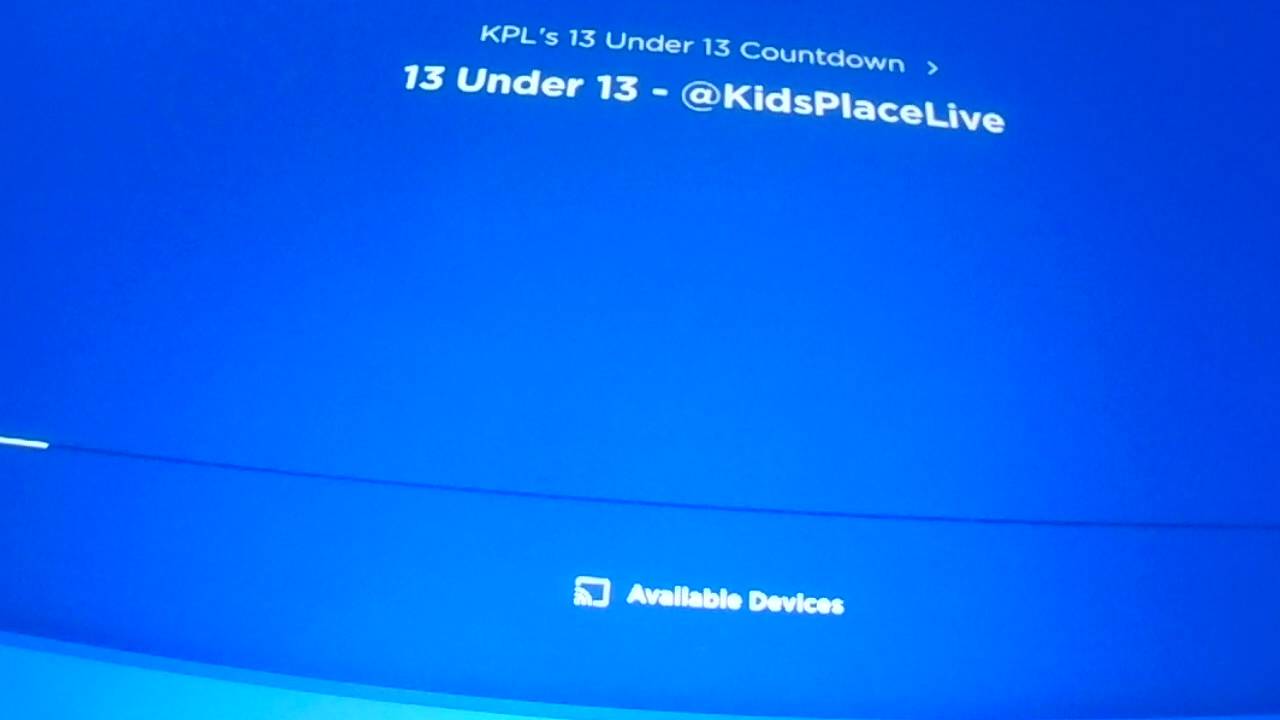 KPL's 13 Under 13 Countdown >
13 Under 13 - @KidsPlaceLive
Available Devices